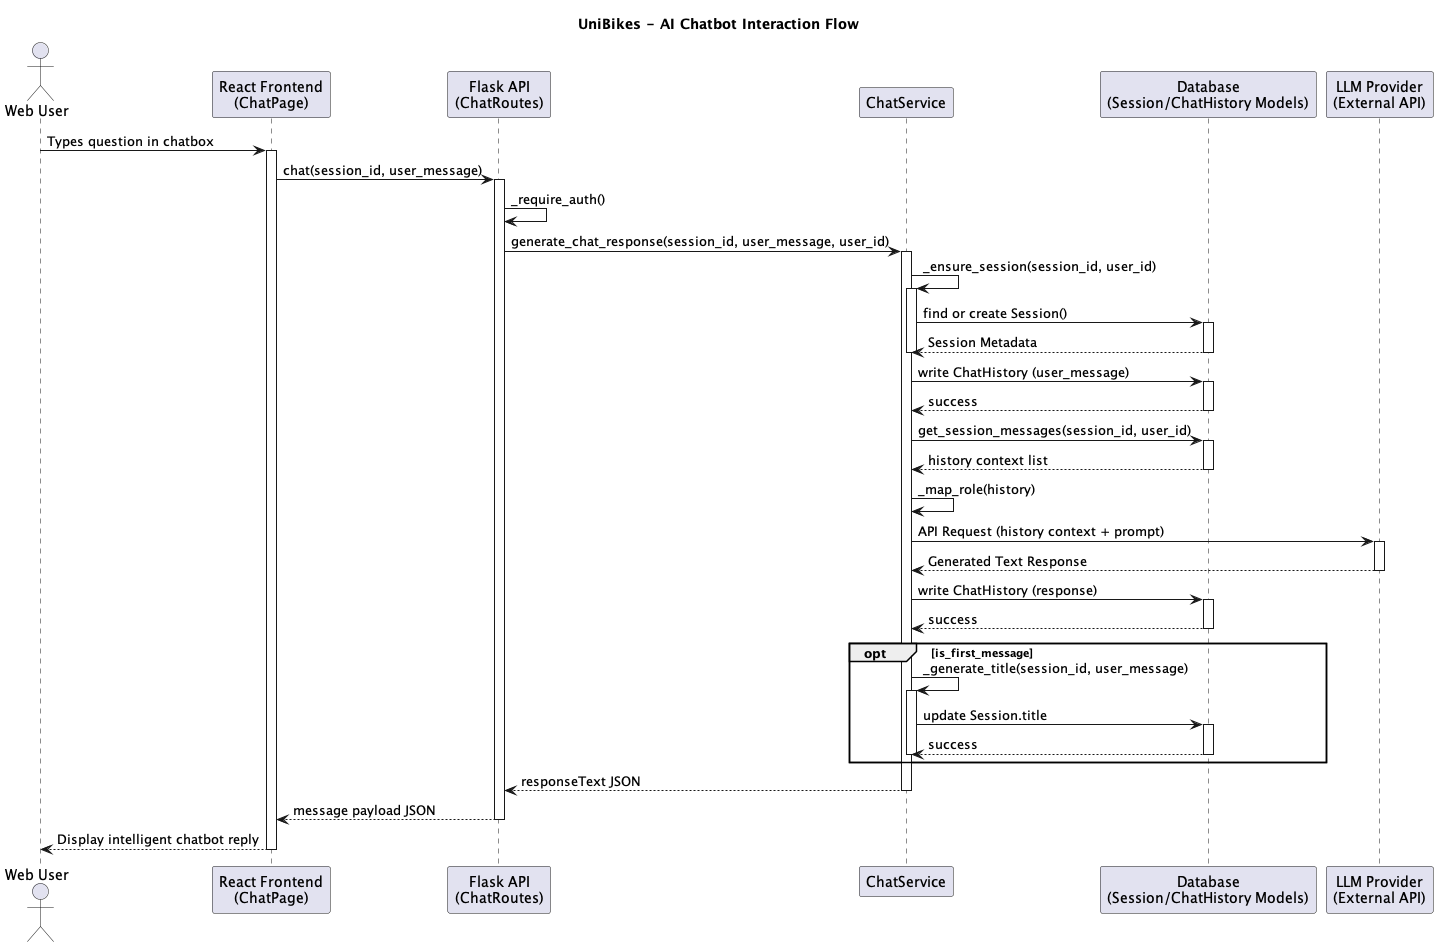 UniBikes - AI Chatbot Interaction Flow
Web User
React Frontend
(ChatPage)
Flask API
(ChatRoutes)
ChatService
Database
(Session/ChatHistory Models)
LLM Provider
(External API)
Types question in chatbox
chat(session_id, user_message)
_require_auth()
generate_chat_response(session_id, user_message, user_id)
_ensure_session(session_id, user_id)
find or create Session()
Session Metadata
write ChatHistory (user_message)
success
get_session_messages(session_id, user_id)
history context list
_map_role(history)
API Request (history context + prompt)
Generated Text Response
write ChatHistory (response)
success
opt [is_first_message]
_generate_title(session_id, user_message)
update Session.title
success
responseText JSON
message payload JSON
Display intelligent chatbot reply
Web User
React Frontend
(ChatPage)
Flask API
(ChatRoutes)
ChatService
Database
(Session/ChatHistory Models)
LLM Provider
(External API)